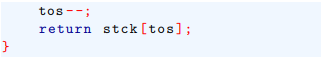 tos--;
return stck[tos];
}